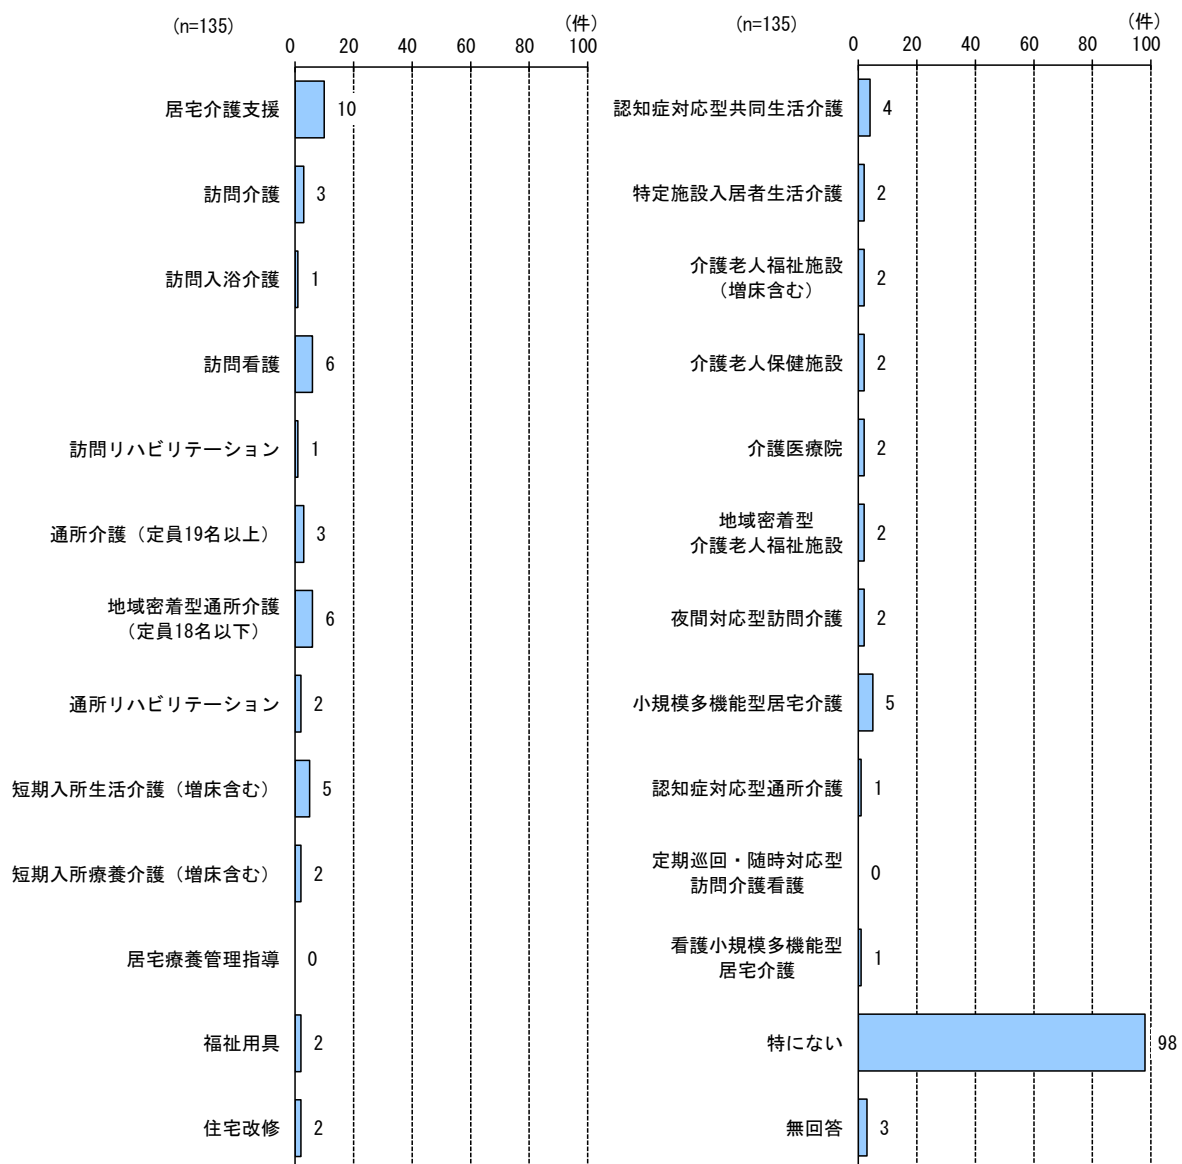 (n=135)
(件)
0 20 40 60 80 100
居宅介護支援 10
訪問介護 3
訪問入浴介護 1
訪問看護 6
訪問リハビリテーション 1
通所介護（定員19名以上） 3
地域密着型通所介護
（定員18名以下） 6
通所リハビリテーション 2
短期入所生活介護（増床含む） 5
短期入所療養介護（増床含む） 2
居宅療養管理指導 0
福祉用具 2
住宅改修 2
(n=135)
(件)
0 20 40 60 80 100
認知症対応型共同生活介護 4
特定施設入居者生活介護 2
介護老人福祉施設
（増床含む） 2
介護老人保健施設 2
介護医療院 2
地域密着型
介護老人福祉施設 2
夜間対応型訪問介護 2
小規模多機能型居宅介護 5
認知症対応型通所介護 1
定期巡回・随時対応型
訪問介護看護 0
看護小規模多機能型
居宅介護 1
特にない 98
無回答 3